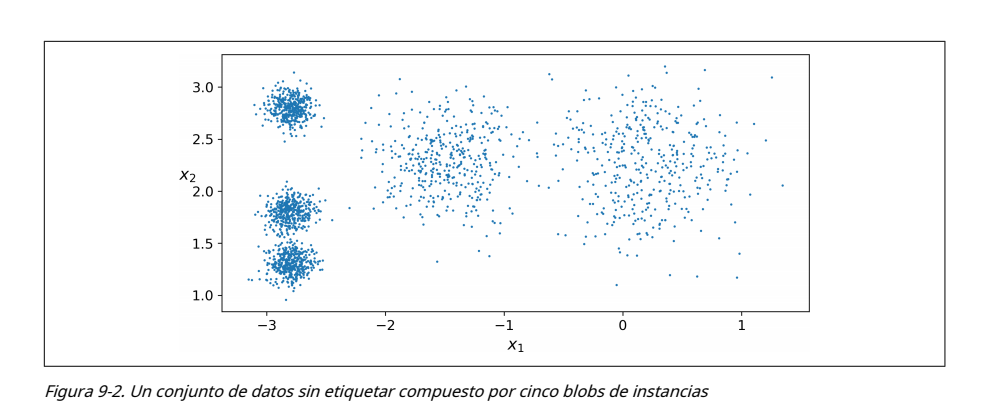 3.0
2.5
x2
2.0
1.5
1.0
−3 −2 −1 0 1
x1
Figura 9-2. Un conjunto de datos sin etiquetar compuesto por cinco blobs de instancias